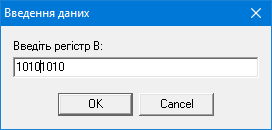 Введення даних
Введіть регістр B:
10101010
OK
Cancel